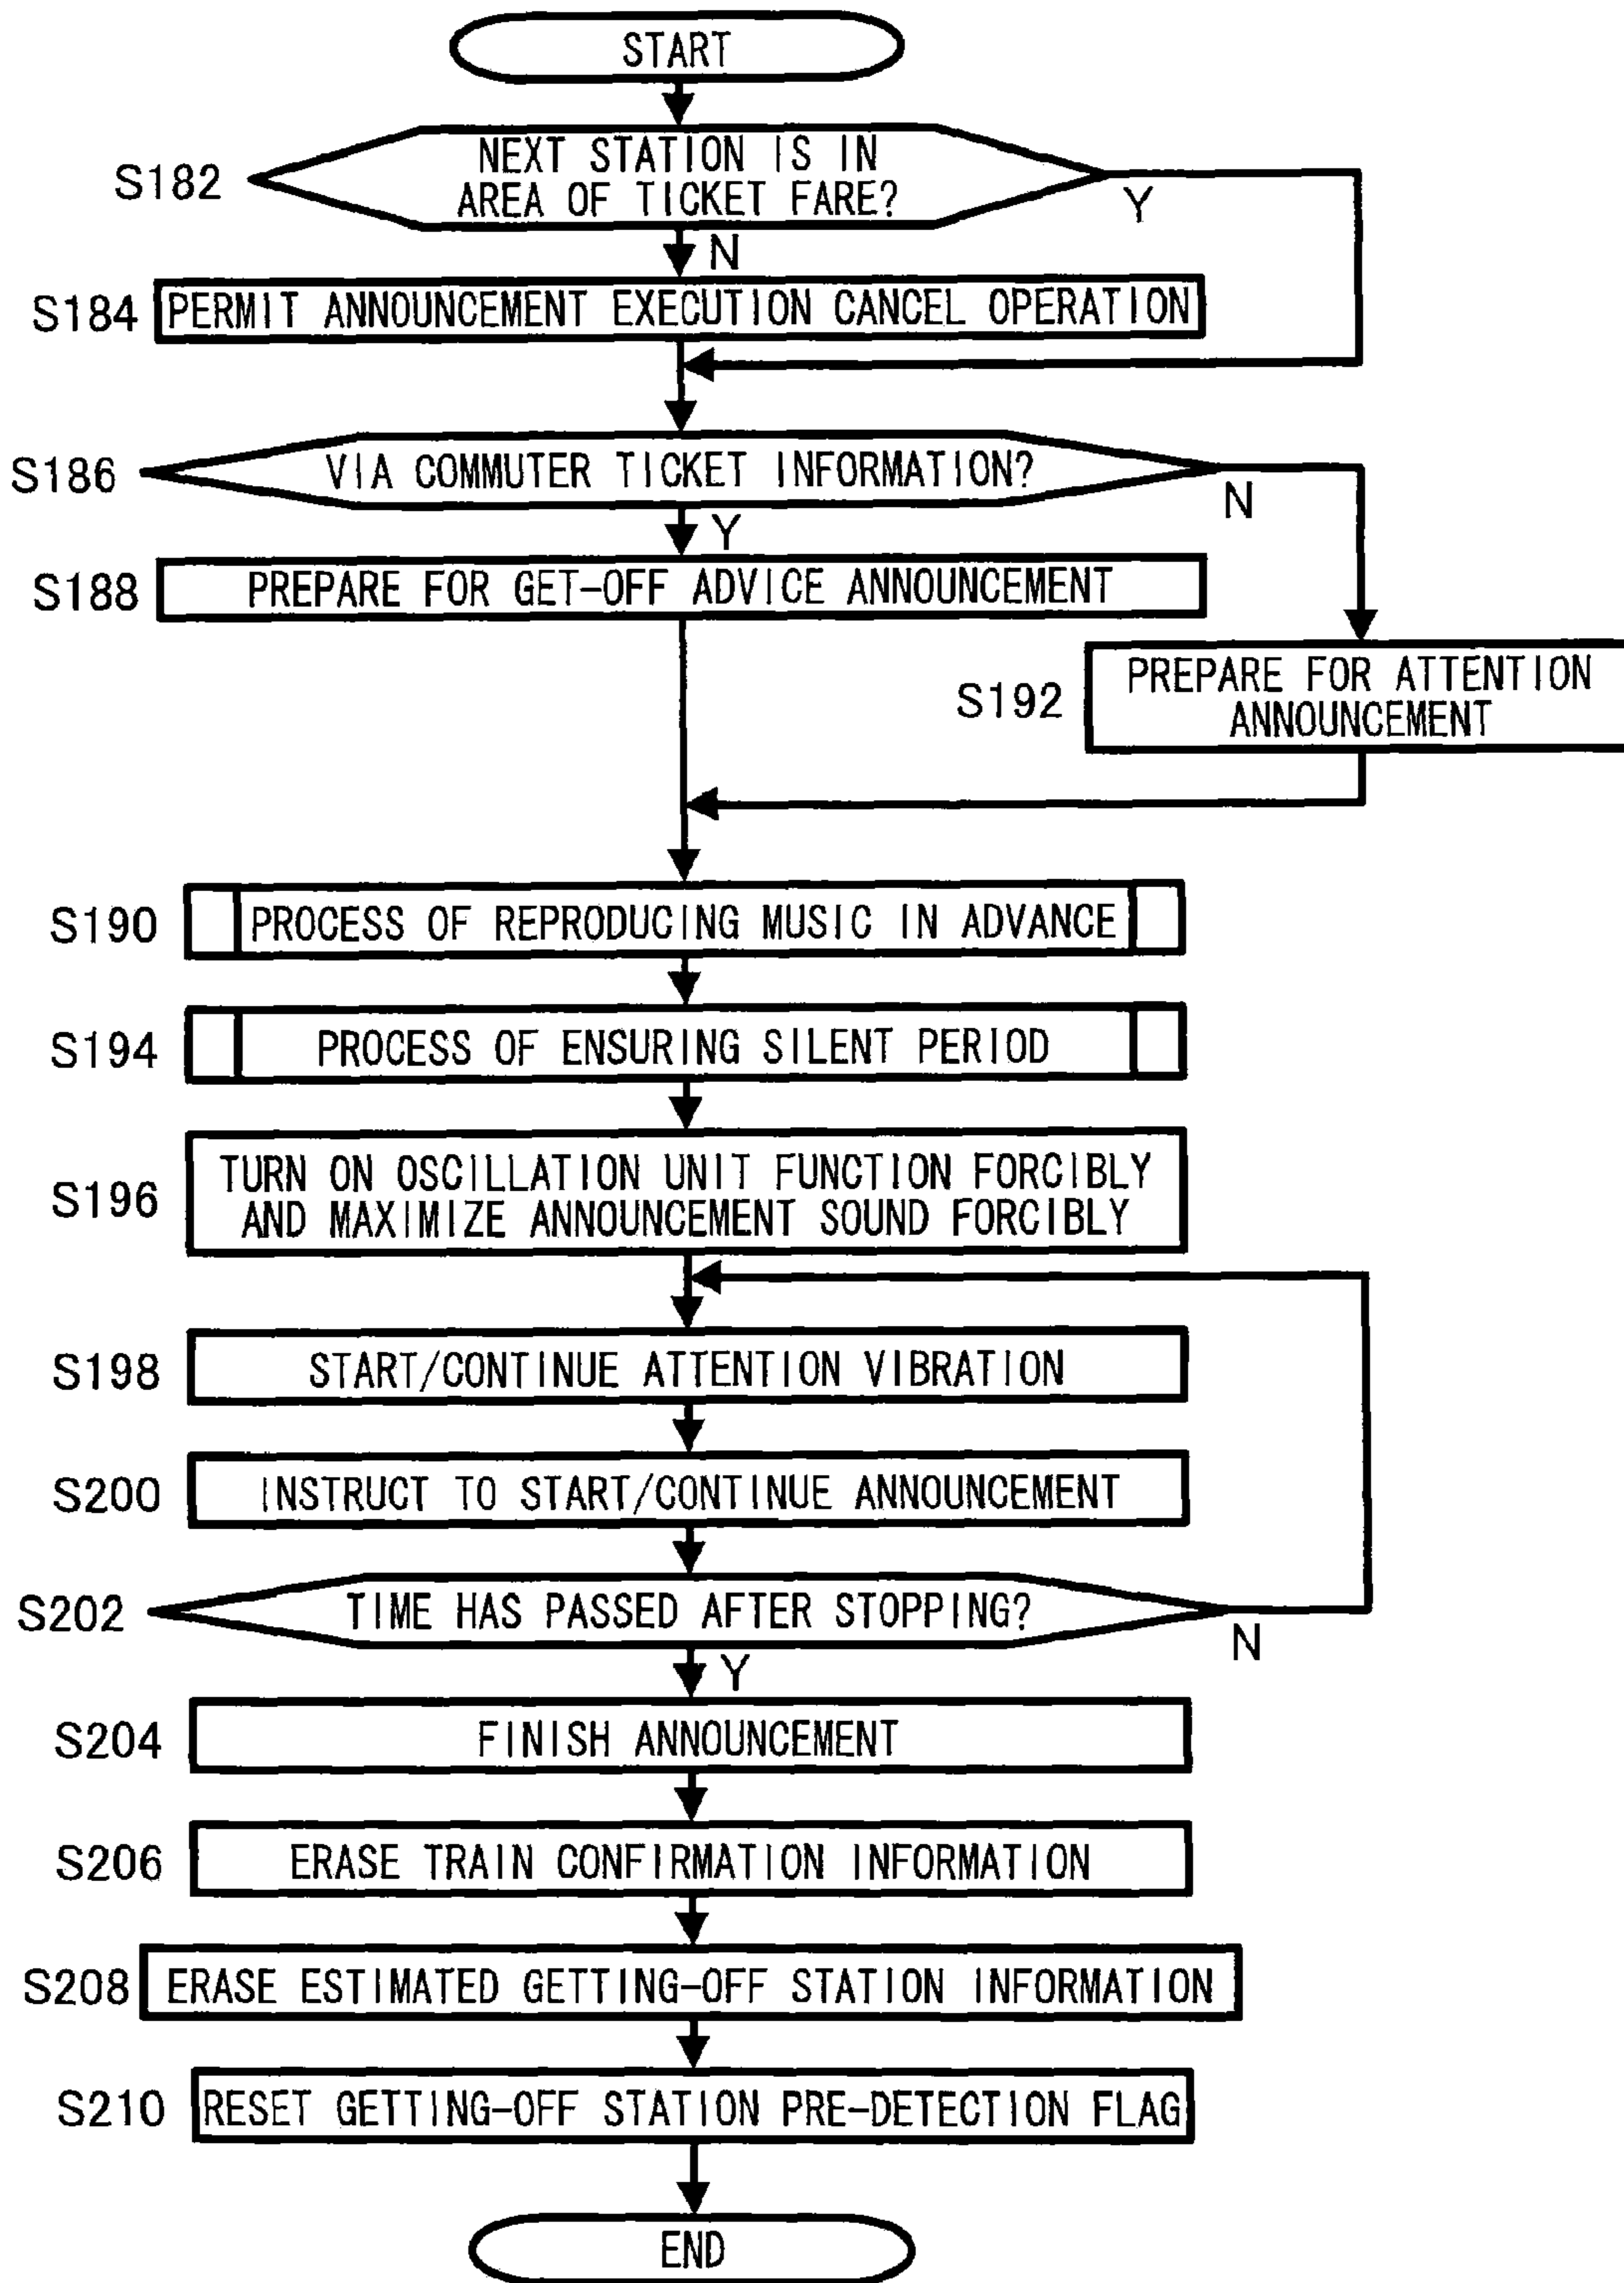 START
S182
NEXT STATION IS IN
AREA OF TICKET FARE?
Y
N
S184
PERMIT ANNOUNCEMENT EXECUTION CANCEL OPERATION
S186
VIA COMMUTER TICKET INFORMATION?
N
Y
S188
PREPARE FOR GET-OFF ADVICE ANNOUNCEMENT
S192
PREPARE FOR ATTENTION
ANNOUNCEMENT
S190
PROCESS OF REPRODUCING MUSIC IN ADVANCE
S194
PROCESS OF ENSURING SILENT PERIOD
S196
TURN ON OSCILLATION UNIT FUNCTION FORCIBLY
AND MAXIMIZE ANNOUNCEMENT SOUND FORCIBLY
S198
START/CONTINUE ATTENTION VIBRATION
S200
INSTRUCT TO START/CONTINUE ANNOUNCEMENT
S202
TIME HAS PASSED AFTER STOPPING?
N
Y
S204
FINISH ANNOUNCEMENT
S206
ERASE TRAIN CONFIRMATION INFORMATION
S208
ERASE ESTIMATED GETTING-OFF STATION INFORMATION
S210
RESET GETTING-OFF STATION PRE-DETECTION FLAG
END